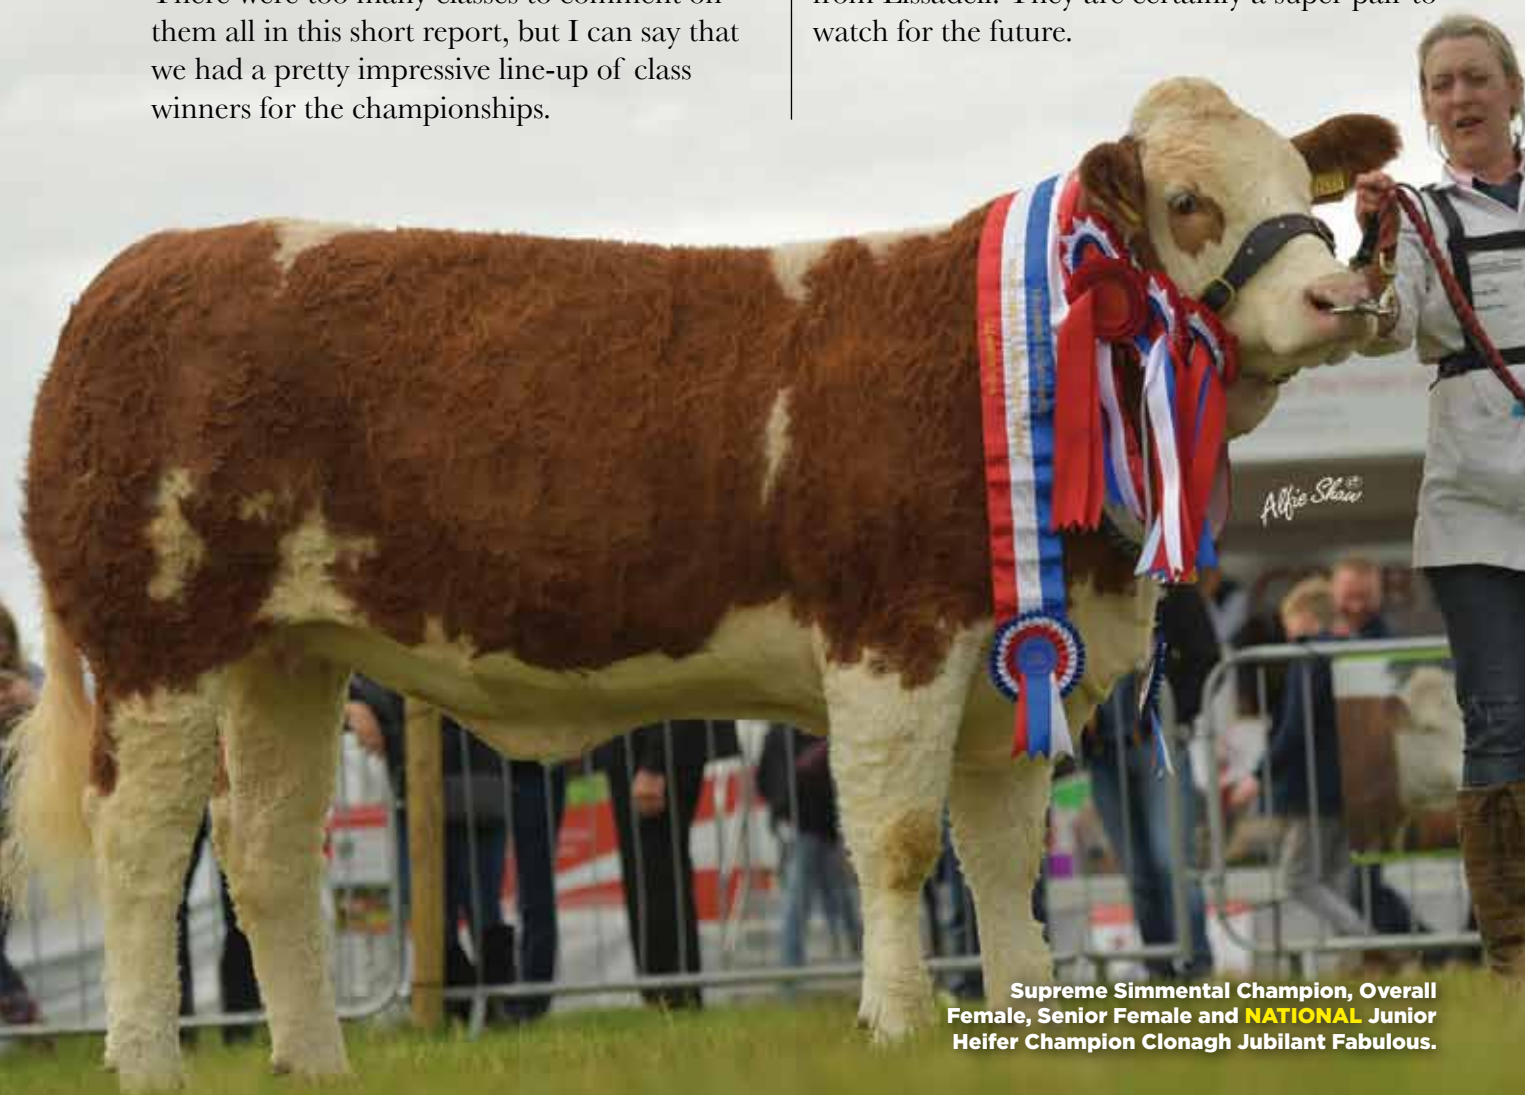 them all in this short report, but I can say that
we had a pretty impressive line-up of class
winners for the championships.
watch for the future.
Alfie Shaw
Supreme Simmental Champion, Overall
Female, Senior Female and NATIONAL Junior
Heifer Champion Clonagh Jubilant Fabulous.